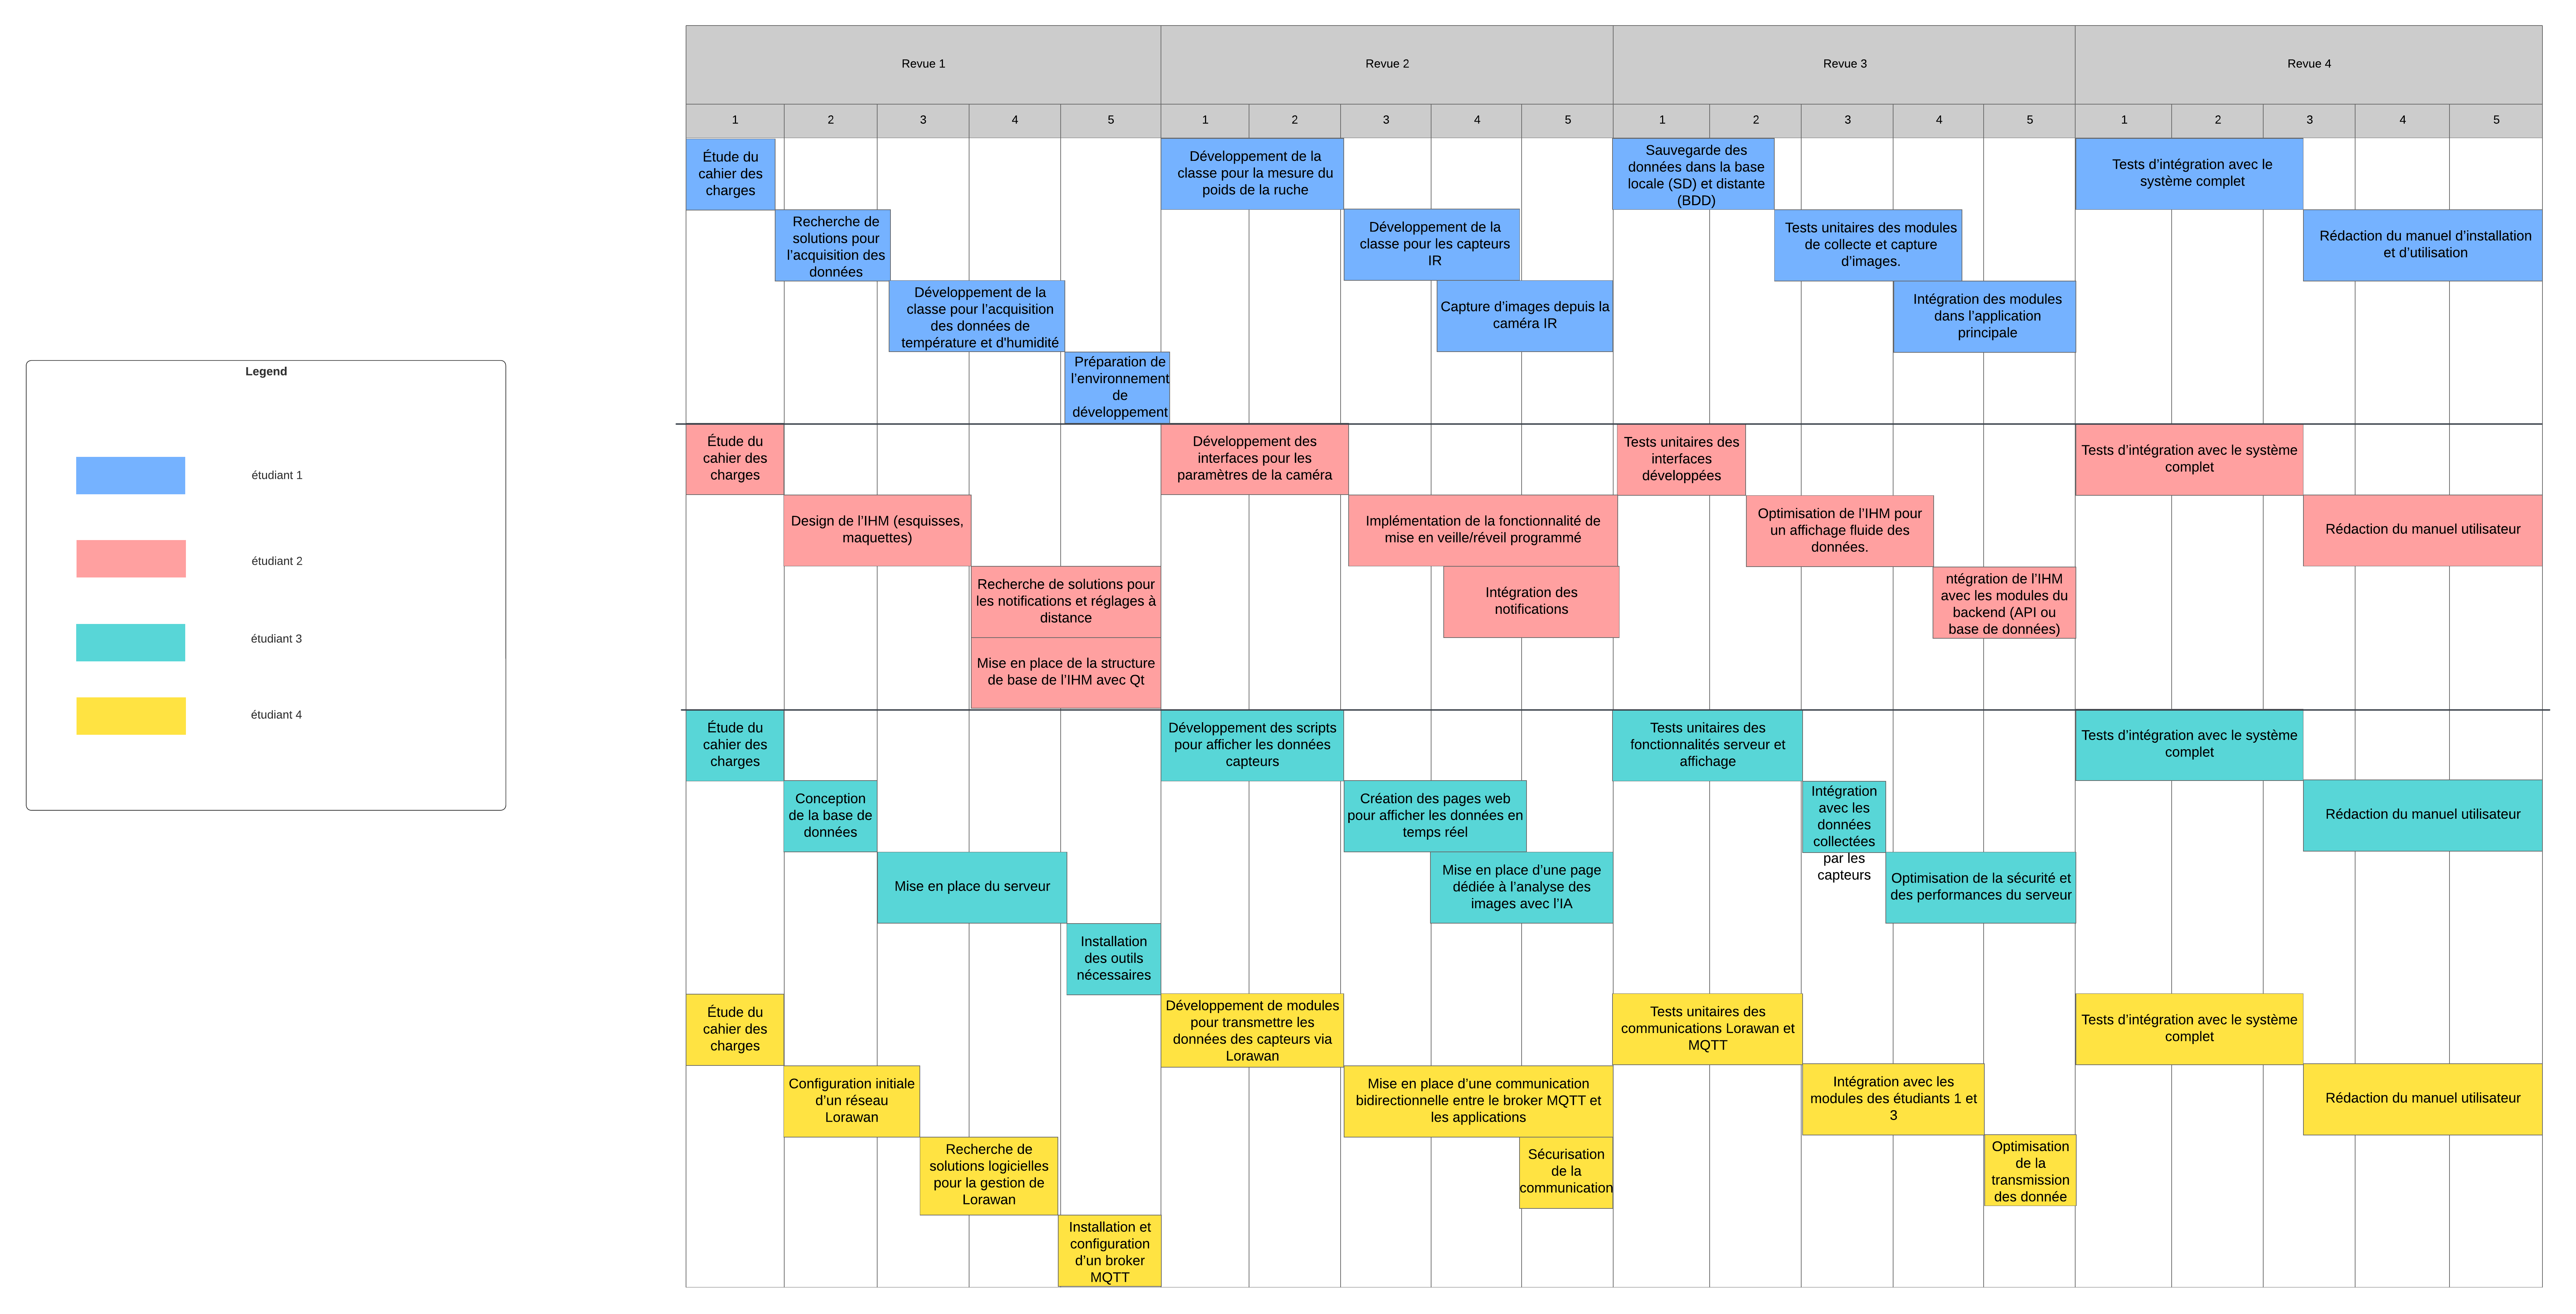 Revue 1
Revue 2
Revue 3
Revue 4
1
2
3
4
5
1
2
3
4
5
1
2
3
4
5
1
2
3
4
5
Étude du
cahier des
charges
Recherche de
solutions pour
l’acquisition des
données
Développement de la
classe pour l’acquisition
des données de
température et d'humidité
Préparation de
l’environnement
de
développement
Développement de la
classe pour la mesure du
poids de la ruche
Développement de la
classe pour les capteurs
IR
Capture d’images depuis la
caméra IR
Sauvegarde des
données dans la base
locale (SD) et distante
(BDD)
Tests unitaires des modules
de collecte et capture
d’images.
Intégration des modules
dans l’application
principale
Tests d’intégration avec le
système complet
Rédaction du manuel d’installation
et d’utilisation
Legend
étudiant 1
étudiant 2
étudiant 3
étudiant 4
Étude du
cahier des
charges
Design de l’IHM (esquisses,
maquettes)
Recherche de solutions pour
les notifications et réglages à
distance
Mise en place de la structure
de base de l’IHM avec Qt
Développement des
interfaces pour les
paramètres de la caméra
Implémentation de la fonctionnalité de
mise en veille/réveil programmé
Intégration des
notifications
Tests unitaires des
interfaces
développées
Optimisation de l’IHM pour
un affichage fluide des
données.
ntégration de l’IHM
avec les modules du
backend (API ou
base de données)
Tests d’intégration avec le système
complet
Rédaction du manuel utilisateur
Étude du
cahier des
charges
Conception
de la base de
données
Mise en place du serveur
Installation
des outils
nécessaires
Développement des scripts
pour afficher les données
capteurs
Création des pages web
pour afficher les données en
temps réel
Mise en place d’une page
dédiée à l’analyse des
images avec l’IA
Tests unitaires des
fonctionnalités serveur et
affichage
Intégration
avec les
données
collectées
par les
capteurs
Optimisation de la sécurité et
des performances du serveur
Tests d’intégration avec le système
complet
Rédaction du manuel utilisateur
Étude du
cahier des
charges
Configuration initiale
d’un réseau
Lorawan
Recherche de
solutions logicielles
pour la gestion de
Lorawan
Installation et
configuration
d’un broker
MQTT
Développement de modules
pour transmettre les
données des capteurs via
Lorawan
Mise en place d’une communication
bidirectionnelle entre le broker MQTT et
les applications
Sécurisation
de la
communication
Tests unitaires des
communications Lorawan et
MQTT
Intégration avec les
modules des étudiants 1 et
3
Optimisation
de la
transmission
des donnée
Tests d’intégration avec le système
complet
Rédaction du manuel utilisateur